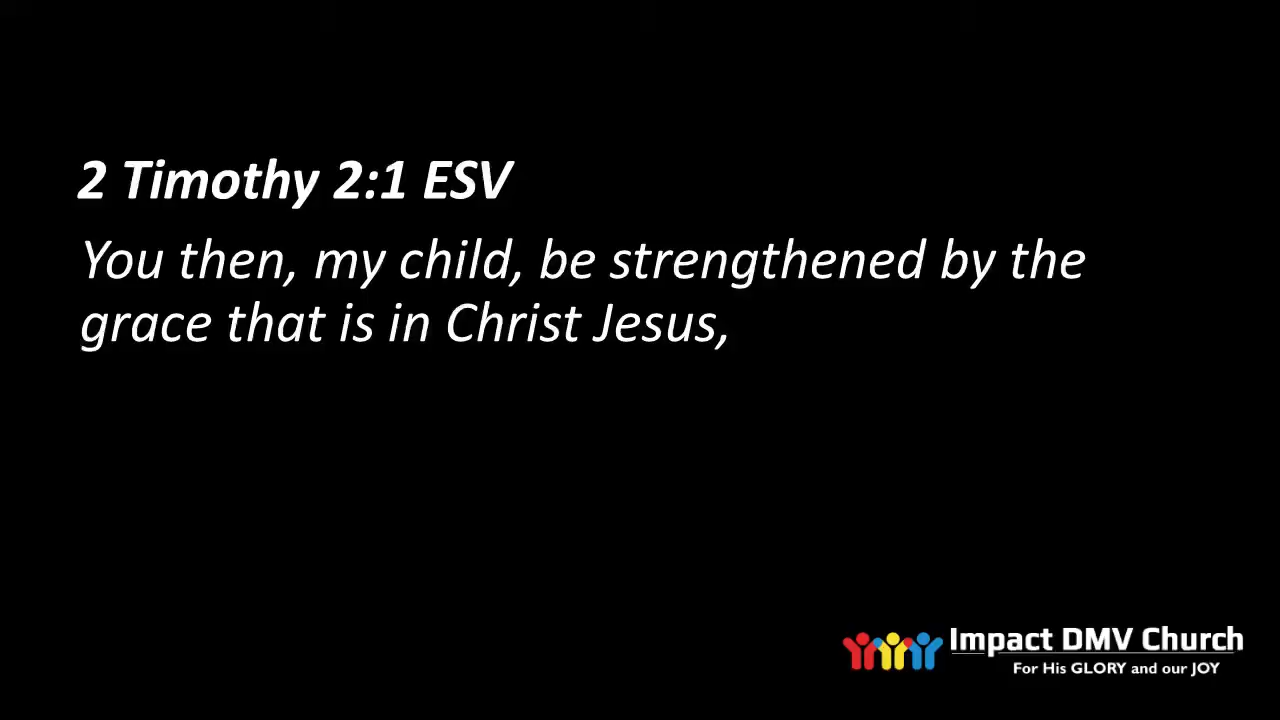 2 Timothy 2:1 ESV
You then, my child, be strengthened by the
grace that is in Christ Jesus,
Impact DMV Church
For His GLORY and our JOY